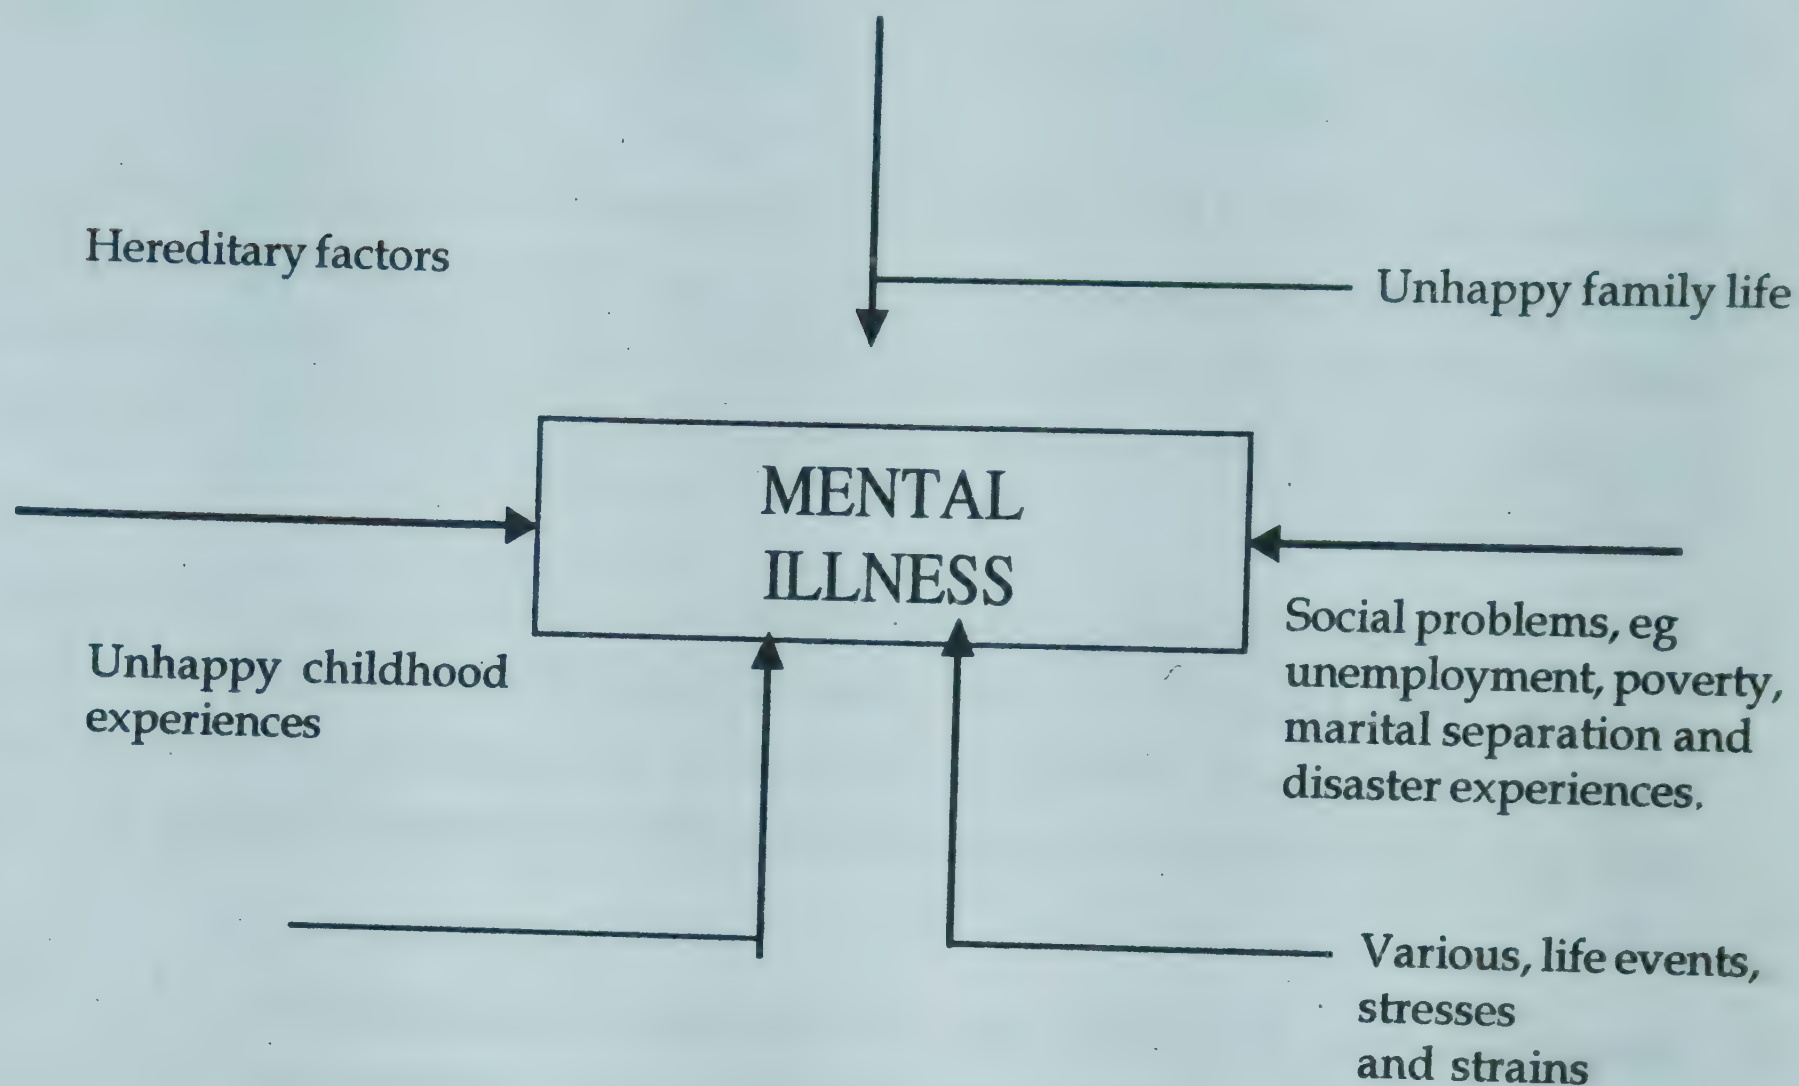 Hereditary factors
Unhappy family life
MENTAL
ILLNESS
Unhappy childhood
experiences
Social problems, eg
unemployment, poverty,
marital separation and
disaster experiences.
Various, life events,
stresses
and strains